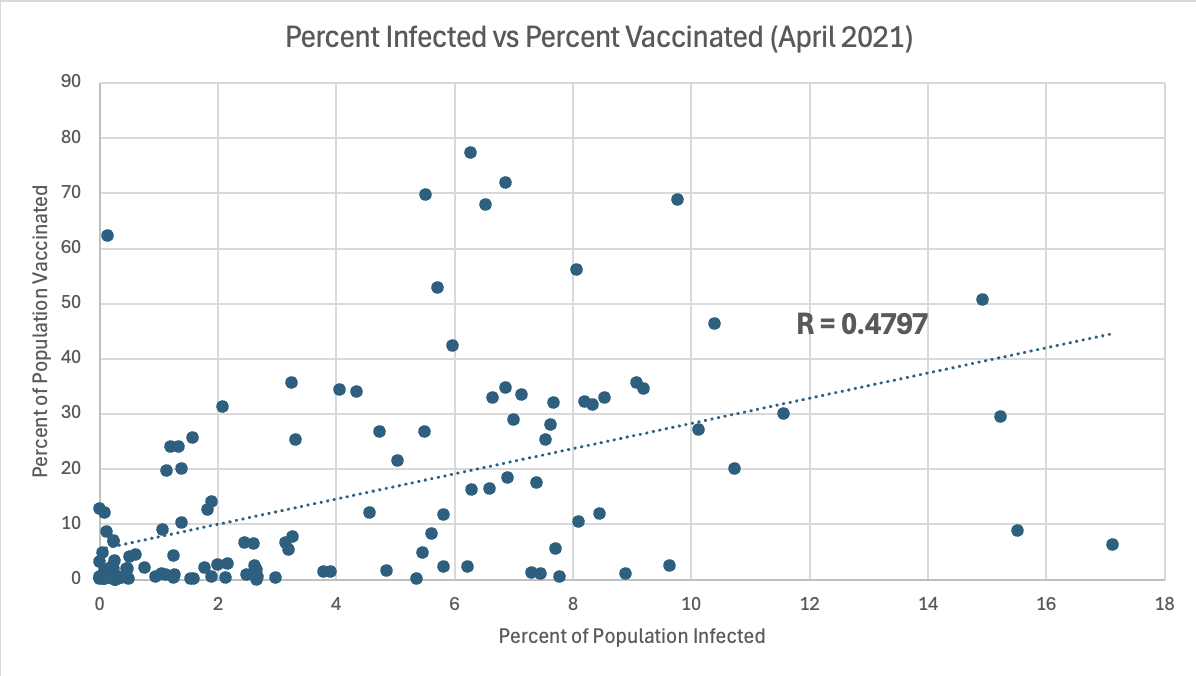 Percent Infected vs Percent Vaccinated (April 2021)
90
80
70
60
50
40
30
20
10
0
Percent of Population Vaccinated
R = 0.4797
0 2 4 6 8 10 12 14 16 18
Percent of Population Infected